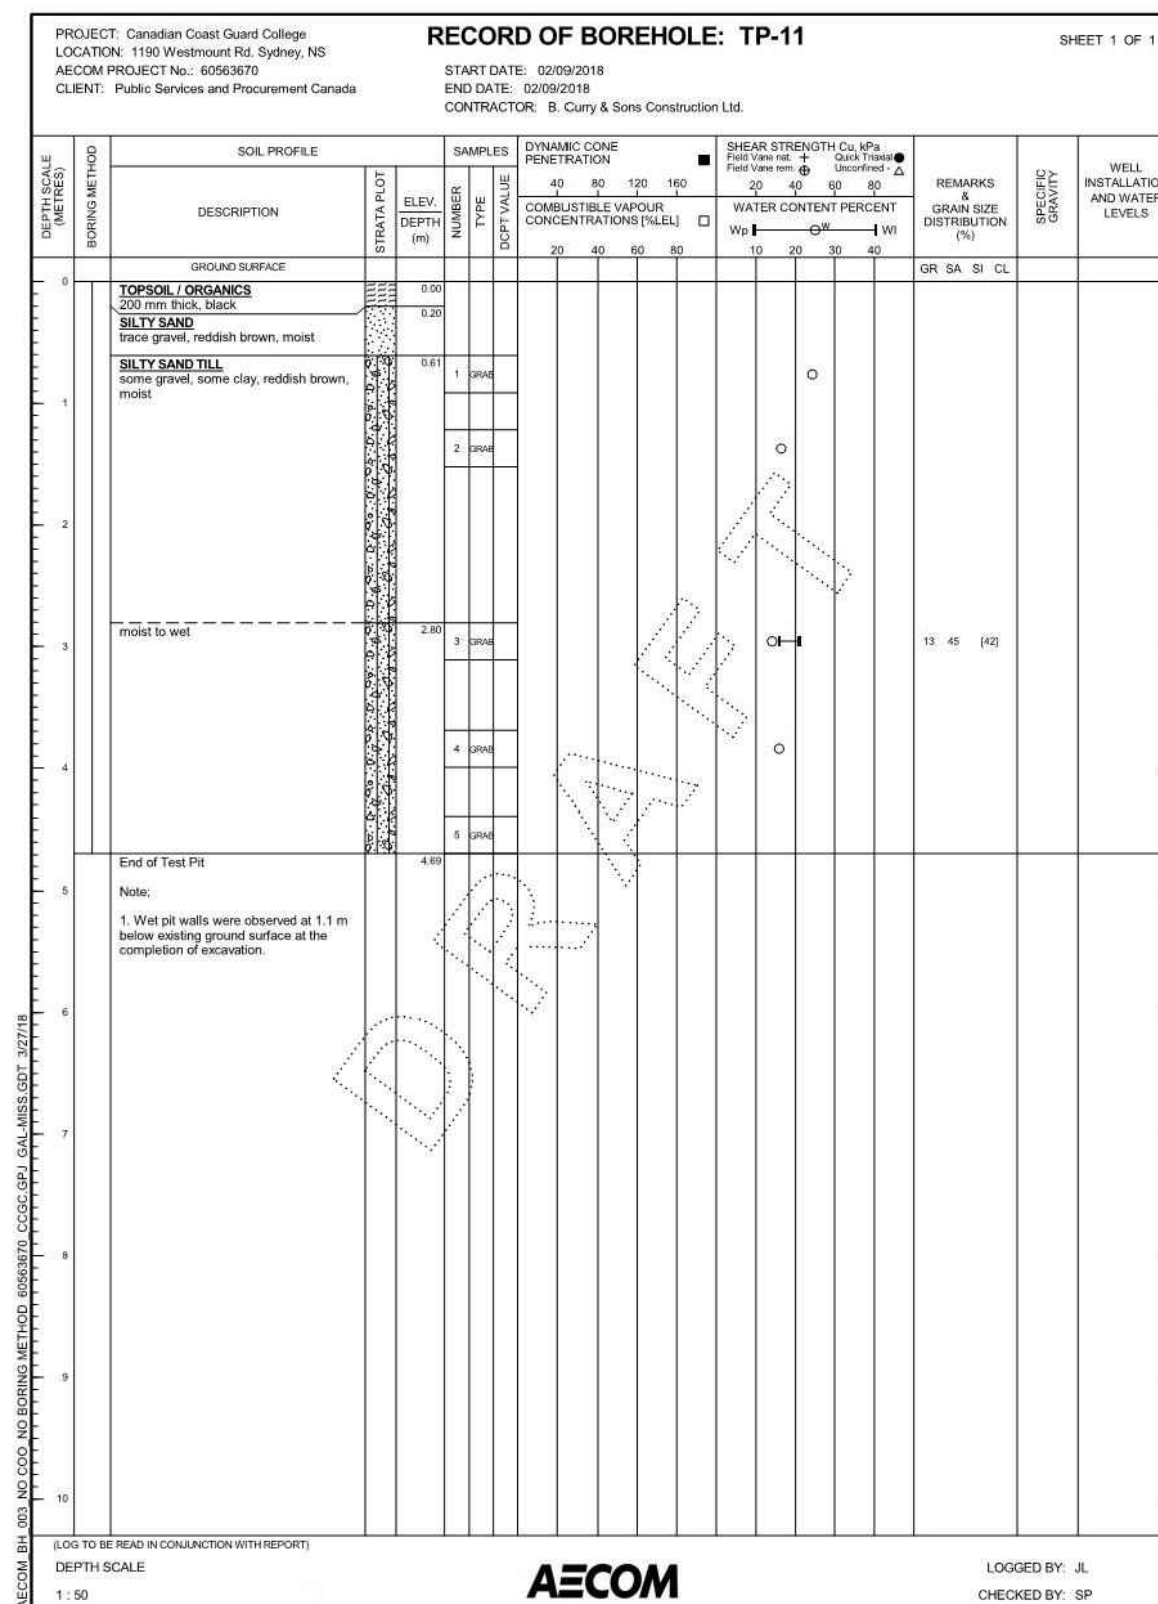 PROJECT: Canadian Coast Guard College
LOCATION: 1190 Westmount Rd. Sydney, NS
AECOM PROJECT No.: 60563670
CLIENT: Public Services and Procurement Canada
RECORD OF BOREHOLE: TP-11
START DATE: 02/09/2018
END DATE: 02/09/2018
CONTRACTOR: B. Curry & Sons Construction Ltd.
SHEET 1 OF 1
DEPTH SCALE
(METRES)
BORING METHOD
SOIL PROFILE
DESCRIPTION
STRATA PLOT
ELEV.
DEPTH
(m)
SAMPLES
NUMBER
TYPE
DCPT VALUE
DYNAMIC CONE
PENETRATION
40 80 120 160
COMBUSTIBLE VAPOUR
CONCENTRATIONS [%LEL]
20 40 60 80
SHEAR STRENGTH Cu, kPa
Field Vane nat. + Quick Triaxial
Field Vane rem. Unconfined -
20 40 60 80
WATER CONTENT PERCENT
Wp W Wl
10 20 30 40
REMARKS
&
GRAIN SIZE
DISTRIBUTION
(%)
GR SA SI CL
SPECIFIC
GRAVITY
WELL
INSTALLATIO
AND WATER
LEVELS
GROUND SURFACE
0
TOPSOIL / ORGANICS 0.00
200 mm thick, black
SILTY SAND 0.20
trace gravel, reddish brown, moist
SILTY SAND TILL 0.61
some gravel, some clay, reddish brown,
moist
1 GRAB
1
2 GRAB
2
moist to wet 2.80
3 GRAB 13 45 [42]
3
4 GRAB
4
5 GRAB
End of Test Pit 4.69
5
Note;
1. Wet pit walls were observed at 1.1 m
below existing ground surface at the
completion of excavation.
6
7
8
9
10
DRAFT
AECOM_BH_003_NO COO_NO BORING METHOD 60563670_CCGC.GPJ GAL-MISS.GDT 3/27/18
(LOG TO BE READ IN CONJUNCTION WITH REPORT)
DEPTH SCALE
1 : 50
AECOM
LOGGED BY: JL
CHECKED BY: SP